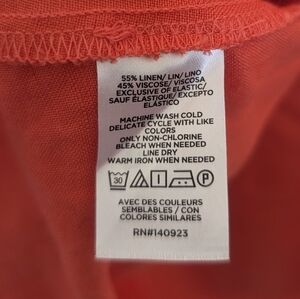 55% LINEN/ LIN/ LINO
45% VISCOSE/ VISCOSA
EXCLUSIVE OF ELASTIC/
SAUF ÉLASTIQUE/ EXCEPTO
ELÁSTICO
MACHINE WASH COLD
DELICATE CYCLE WITH LIKE
COLORS
ONLY NON-CHLORINE
BLEACH WHEN NEEDED
LINE DRY
WARM IRON WHEN NEEDED
30 P
AVEC DES COULEURS
SEMBLABLES / CON
COLORES SIMILARES
RN#140923